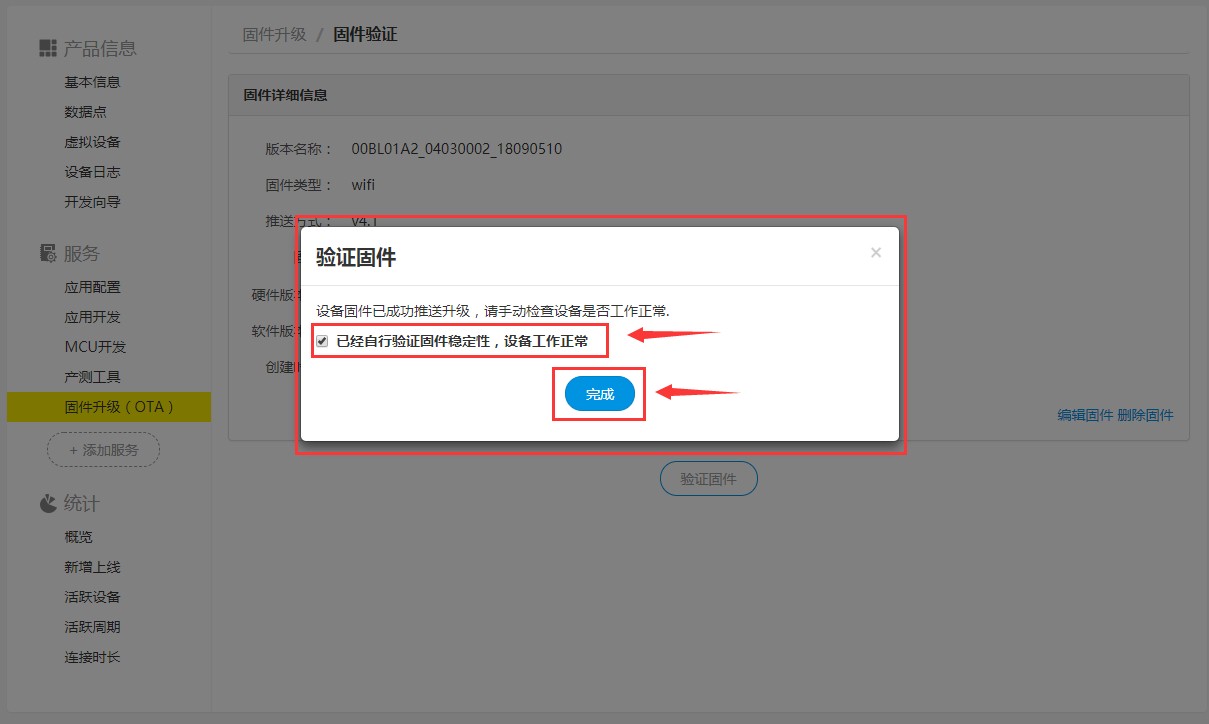 产品信息
基本信息
数据点
虚拟设备
设备日志
开发向导
服务
应用配置
应用开发
MCU开发
产测工具
固件升级（OTA）
+ 添加服务
统计
概览
新增上线
活跃设备
活跃周期
连接时长
固件升级 / 固件验证
固件详细信息
版本名称： 00BL01A2_04030002_18090510
固件类型： wifi
推送方式： v4.1
硬件版
软件版
创建
验证固件 ×
设备固件已成功推送升级，请手动检查设备是否工作正常.
已经自行验证固件稳定性，设备工作正常
完成
编辑固件 删除固件
验证固件